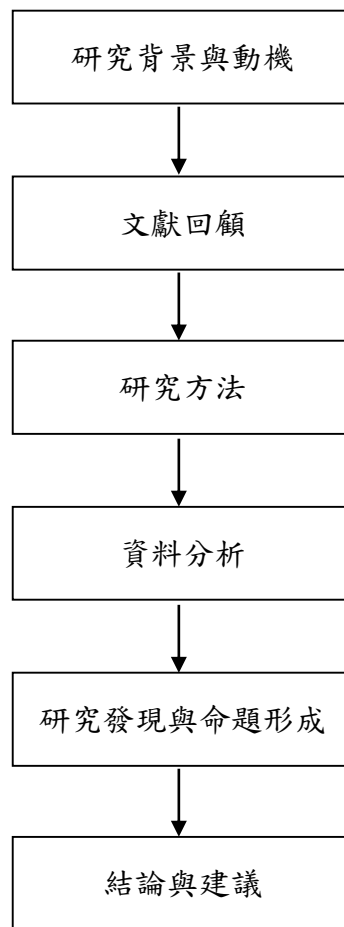 研究背景與動機
文獻回顧
研究方法
資料分析
研究發現與命題形成
結論與建議